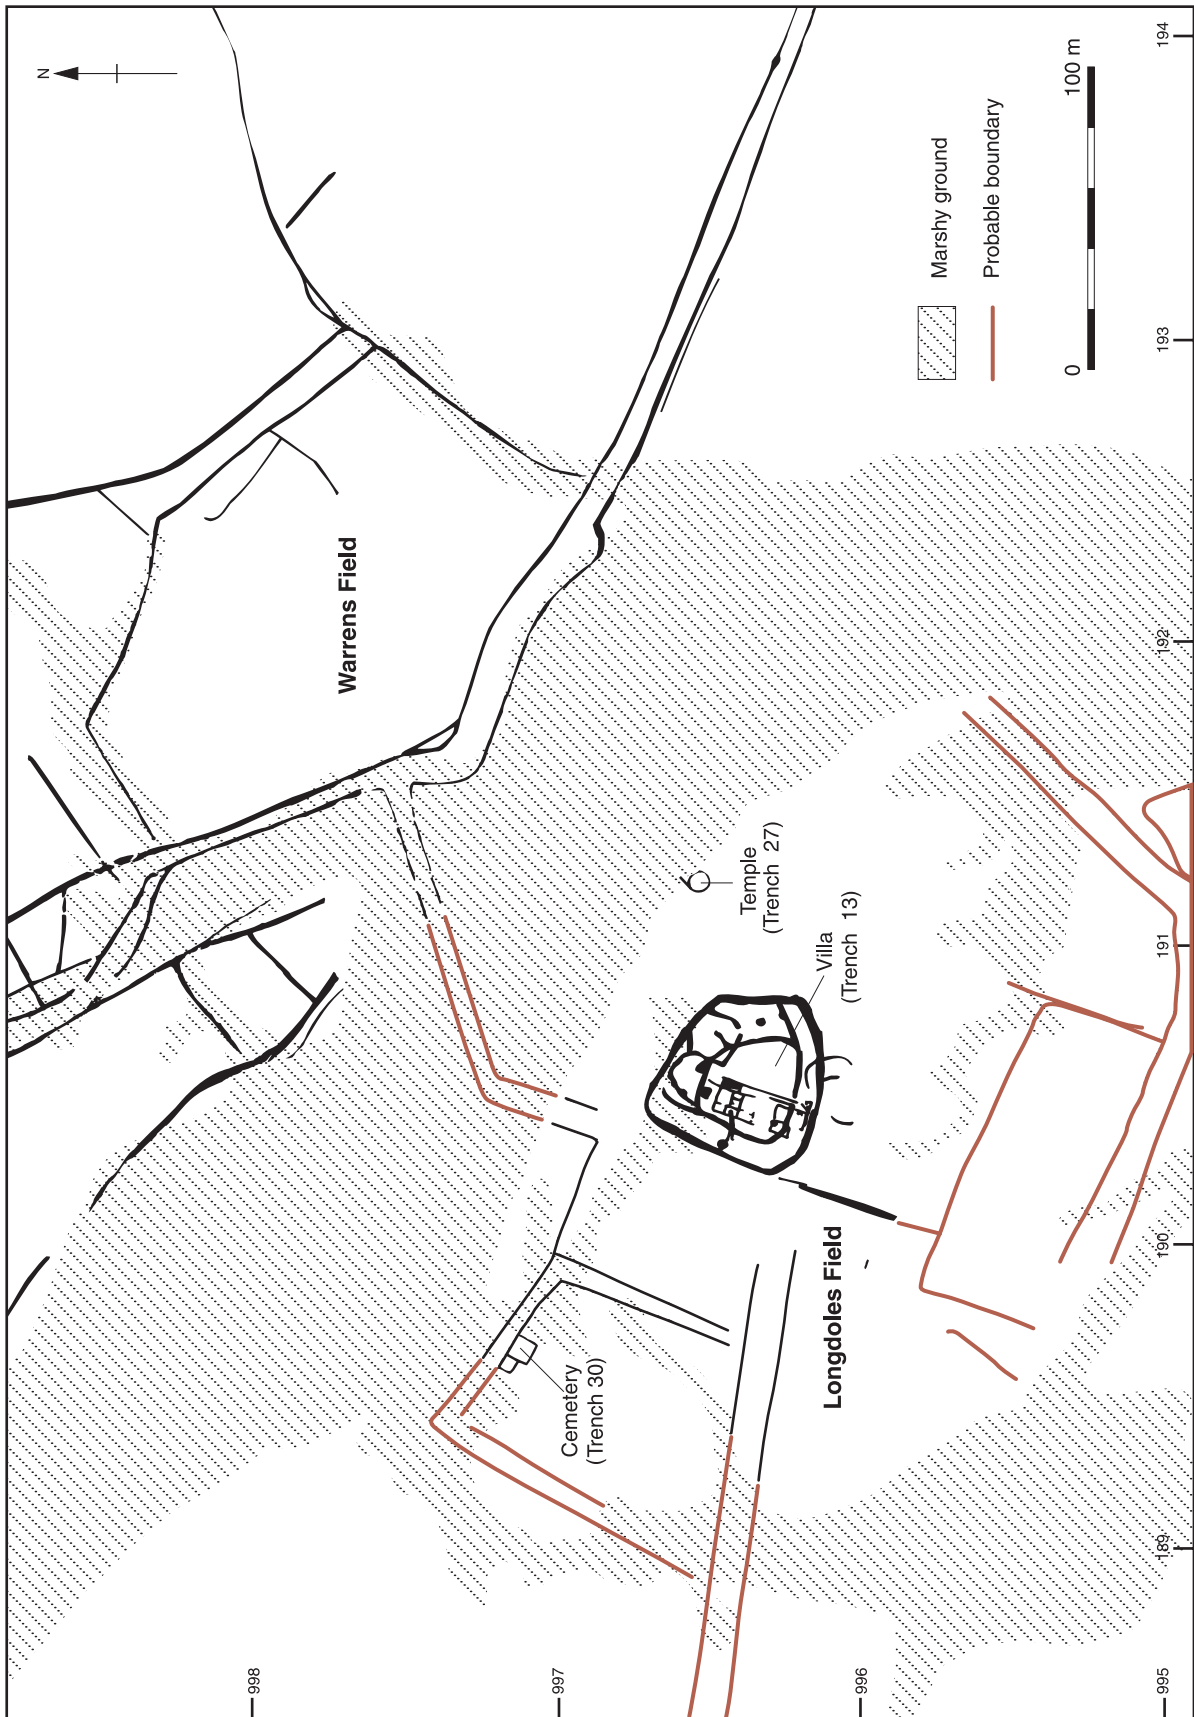 N
Warrens Field
Marshy ground
Probable boundary
0
100 m
Temple
(Trench 27)
Villa
(Trench 13)
Cemetery
(Trench 30)
Longdoles Field
998
997
996
995
189
190
191
192
193
194